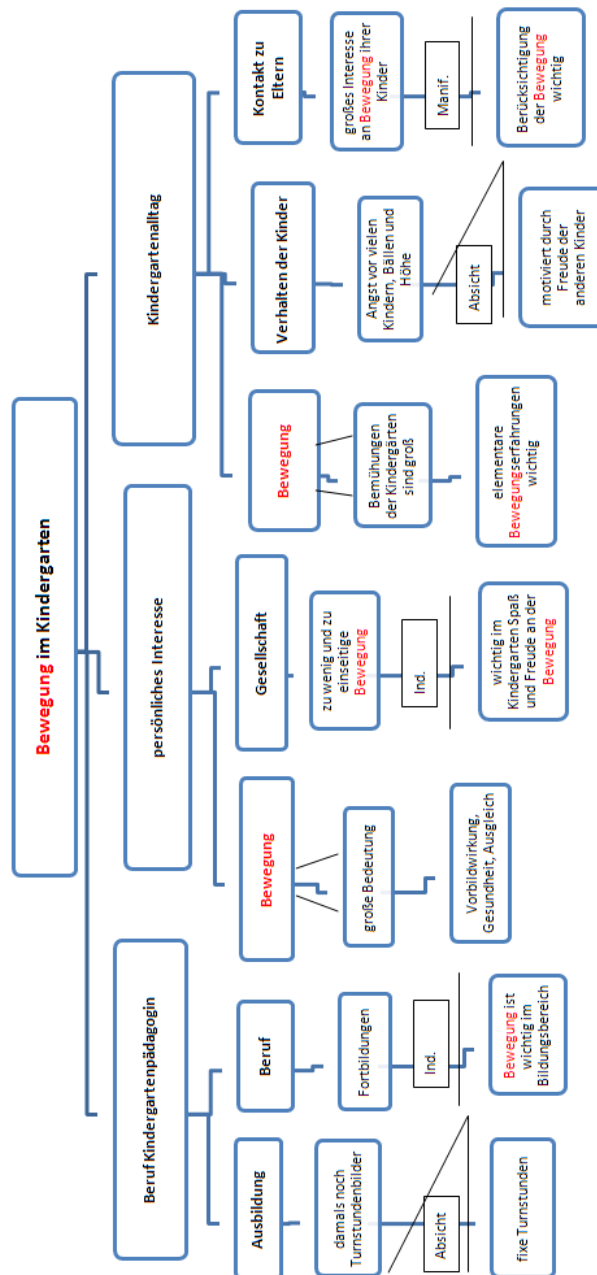 Bewegung im Kindergarten
Beruf Kindergartenpädagogin
persönliches Interesse
Kindergartenalltag
Ausbildung
Beruf
Bewegung
Gesellschaft
Bewegung
Verhalten der Kinder
Kontakt zu
Eltern
damals noch
Turnstundenbilder
Fortbildungen
große Bedeutung
zu wenig und zu
einseitige
Bewegung
Bemühungen
der Kindergärten
sind groß
Angst vor vielen
Kindern, Bällen und
Höhe
großes Interesse
an Bewegung ihrer
Kinder
Absicht
Ind.
Ind.
Absicht
Manif.
fixe Turnstunden
Bewegung ist
wichtig im
Bildungsbereich
Vorbildwirkung,
Gesundheit, Ausgleich
wichtig im
Kindergarten Spaß
und Freude an der
Bewegung
elementare
Bewegungserfahrungen
wichtig
motiviert durch
Freude der
anderen Kinder
Berücksichtigung
der Bewegung
wichtig